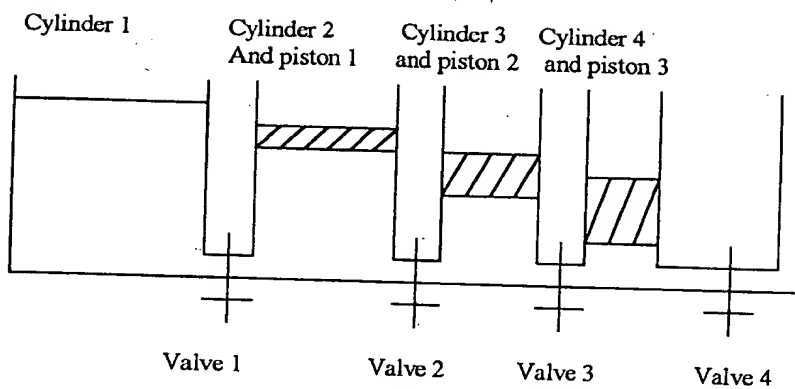 Cylinder 1
Cylinder 2
And piston 1
Cylinder 3
and piston 2
Cylinder 4
and piston 3
Valve 1
Valve 2
Valve 3
Valve 4